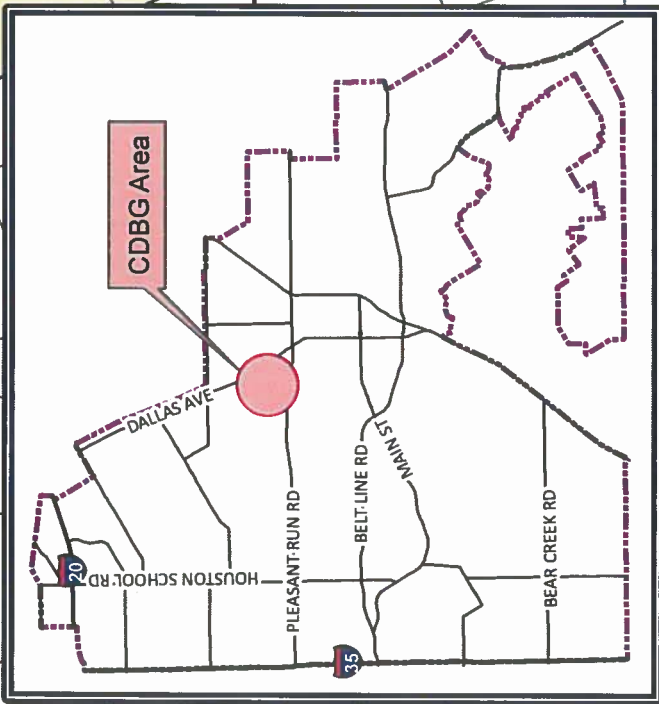 CDBG Area
DALLAS AVE
20
HOUSTON SCHOOL RD
PLEASANT RUN RD
BELT LINE RD
MAIN ST
35
BEAR CREEK RD